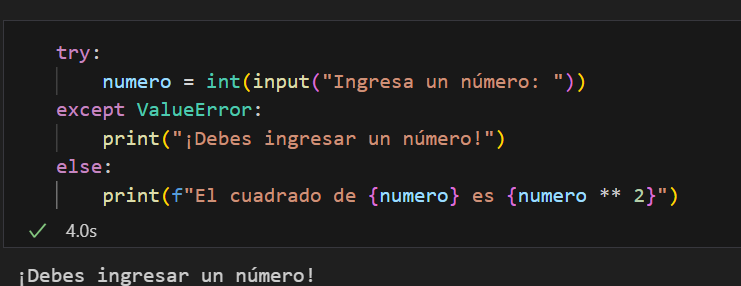 try:
    numero = int(input("Ingresa un número: "))
except ValueError:
    print("¡Debes ingresar un número!")
else:
    print(f"El cuadrado de {numero} es {numero ** 2}")
4.0s
¡Debes ingresar un número!